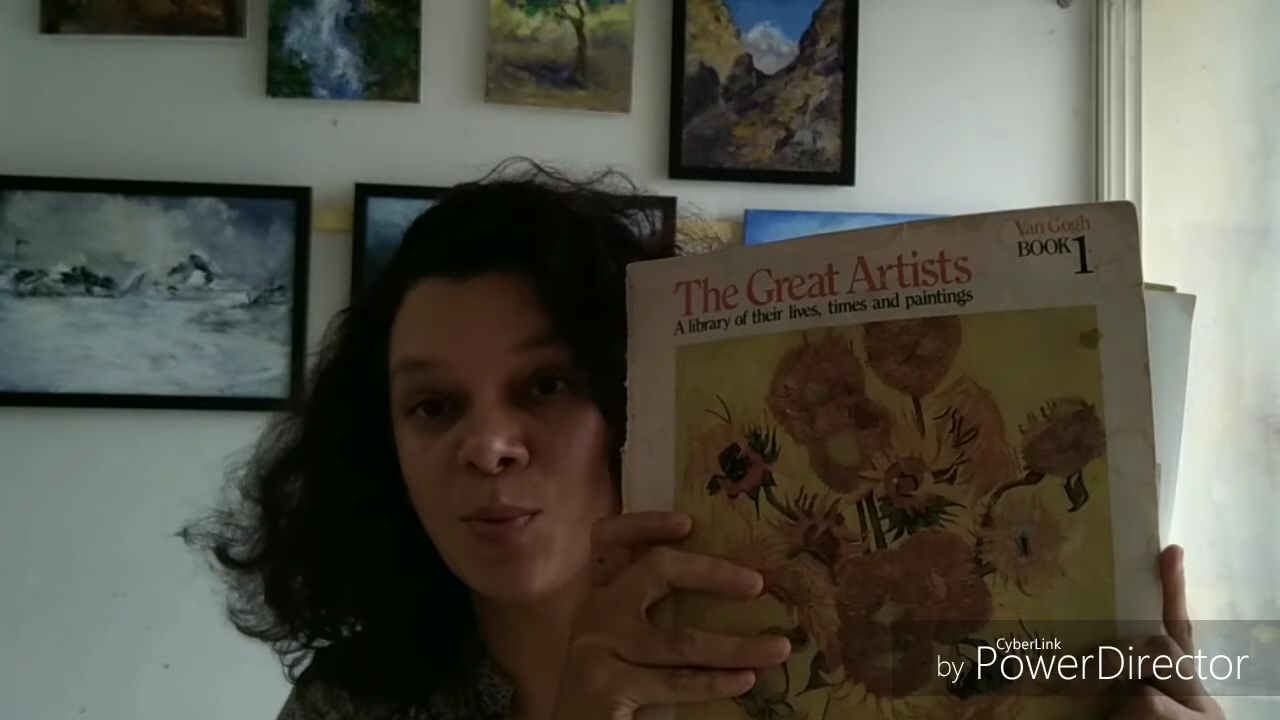 Van Gogh
BOOK 1
The Great Artists
A library of their lives, times and paintings
CyberLink
by PowerDirector